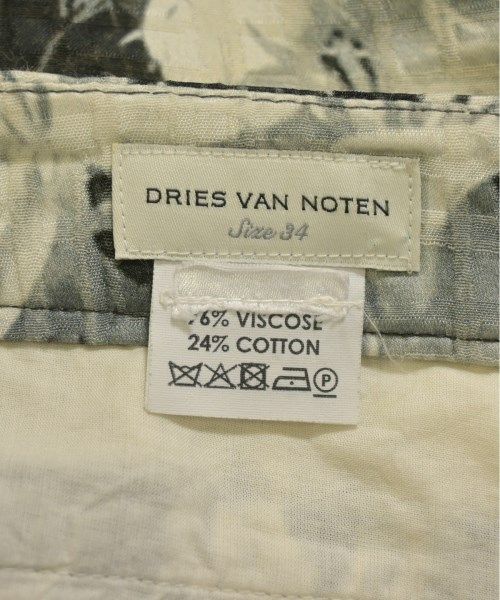 DRIES VAN NOTEN
Size 34
76% VISCOSE
24% COTTON
P